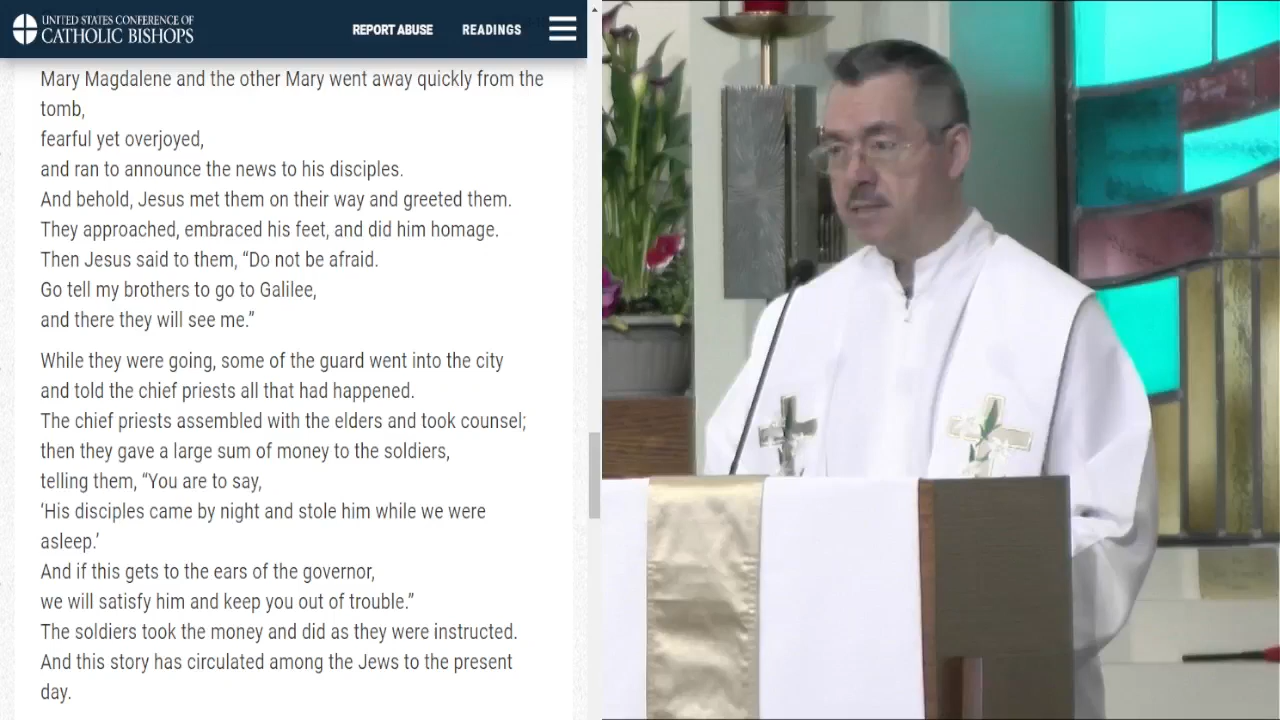 UNITED STATES CONFERENCE OF
CATHOLIC BISHOPS
REPORT ABUSE
READINGS
Mary Magdalene and the other Mary went away quickly from the
tomb,
fearful yet overjoyed,
and ran to announce the news to his disciples.
And behold, Jesus met them on their way and greeted them.
They approached, embraced his feet, and did him homage.
Then Jesus said to them, “Do not be afraid.
Go tell my brothers to go to Galilee,
and there they will see me.”
While they were going, some of the guard went into the city
and told the chief priests all that had happened.
The chief priests assembled with the elders and took counsel;
then they gave a large sum of money to the soldiers,
telling them, “You are to say,
‘His disciples came by night and stole him while we were
asleep.’
And if this gets to the ears of the governor,
we will satisfy him and keep you out of trouble.”
The soldiers took the money and did as they were instructed.
And this story has circulated among the Jews to the present
day.